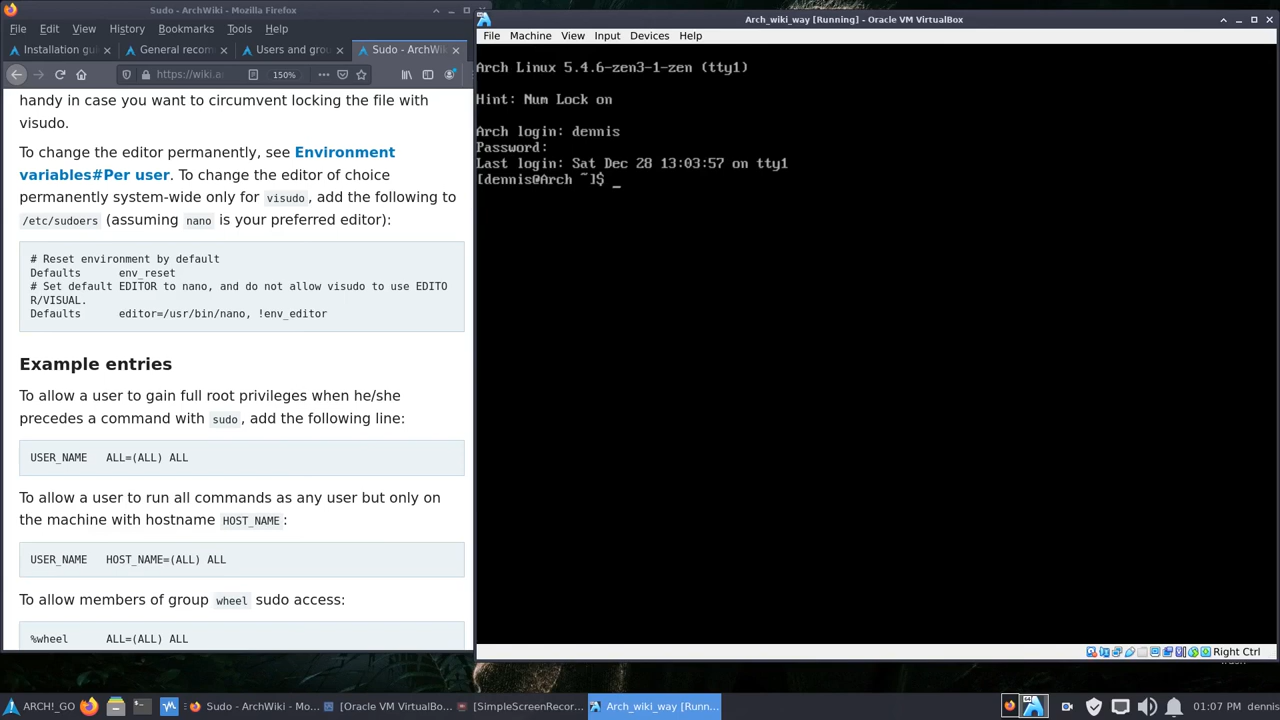 Sudo - ArchWiki - Mozilla Firefox
File Edit View History Bookmarks Tools Help
Installation gui
General recom
Users and grou
Sudo - ArchWik
https://wiki.a
150%
handy in case you want to circumvent locking the file with
visudo.
To change the editor permanently, see Environment
variables#Per user. To change the editor of choice
permanently system-wide only for visudo, add the following to
/etc/sudoers (assuming nano is your preferred editor):
# Reset environment by default
Defaults      env_reset
# Set default EDITOR to nano, and do not allow visudo to use EDITO
R/VISUAL.
Defaults      editor=/usr/bin/nano, !env_editor
Example entries
To allow a user to gain full root privileges when he/she
precedes a command with sudo, add the following line:
USER_NAME   ALL=(ALL) ALL
To allow a user to run all commands as any user but only on
the machine with hostname HOST_NAME:
USER_NAME   HOST_NAME=(ALL) ALL
To allow members of group wheel sudo access:
%wheel      ALL=(ALL) ALL
Arch_wiki_way [Running] - Oracle VM VirtualBox
File Machine View Input Devices Help
Arch Linux 5.4.6-zen3-1-zen (tty1)
Hint: Num Lock on
Arch login: dennis
Password:
Last login: Sat Dec 28 13:03:57 on tty1
[dennis@Arch ~]$ _
Right Ctrl
ARCH!_GO
Sudo - ArchWiki - Mo...
[Oracle VM VirtualBo...
[SimpleScreenRecor...
Arch_wiki_way [Runn...
01:07 PM
dennis